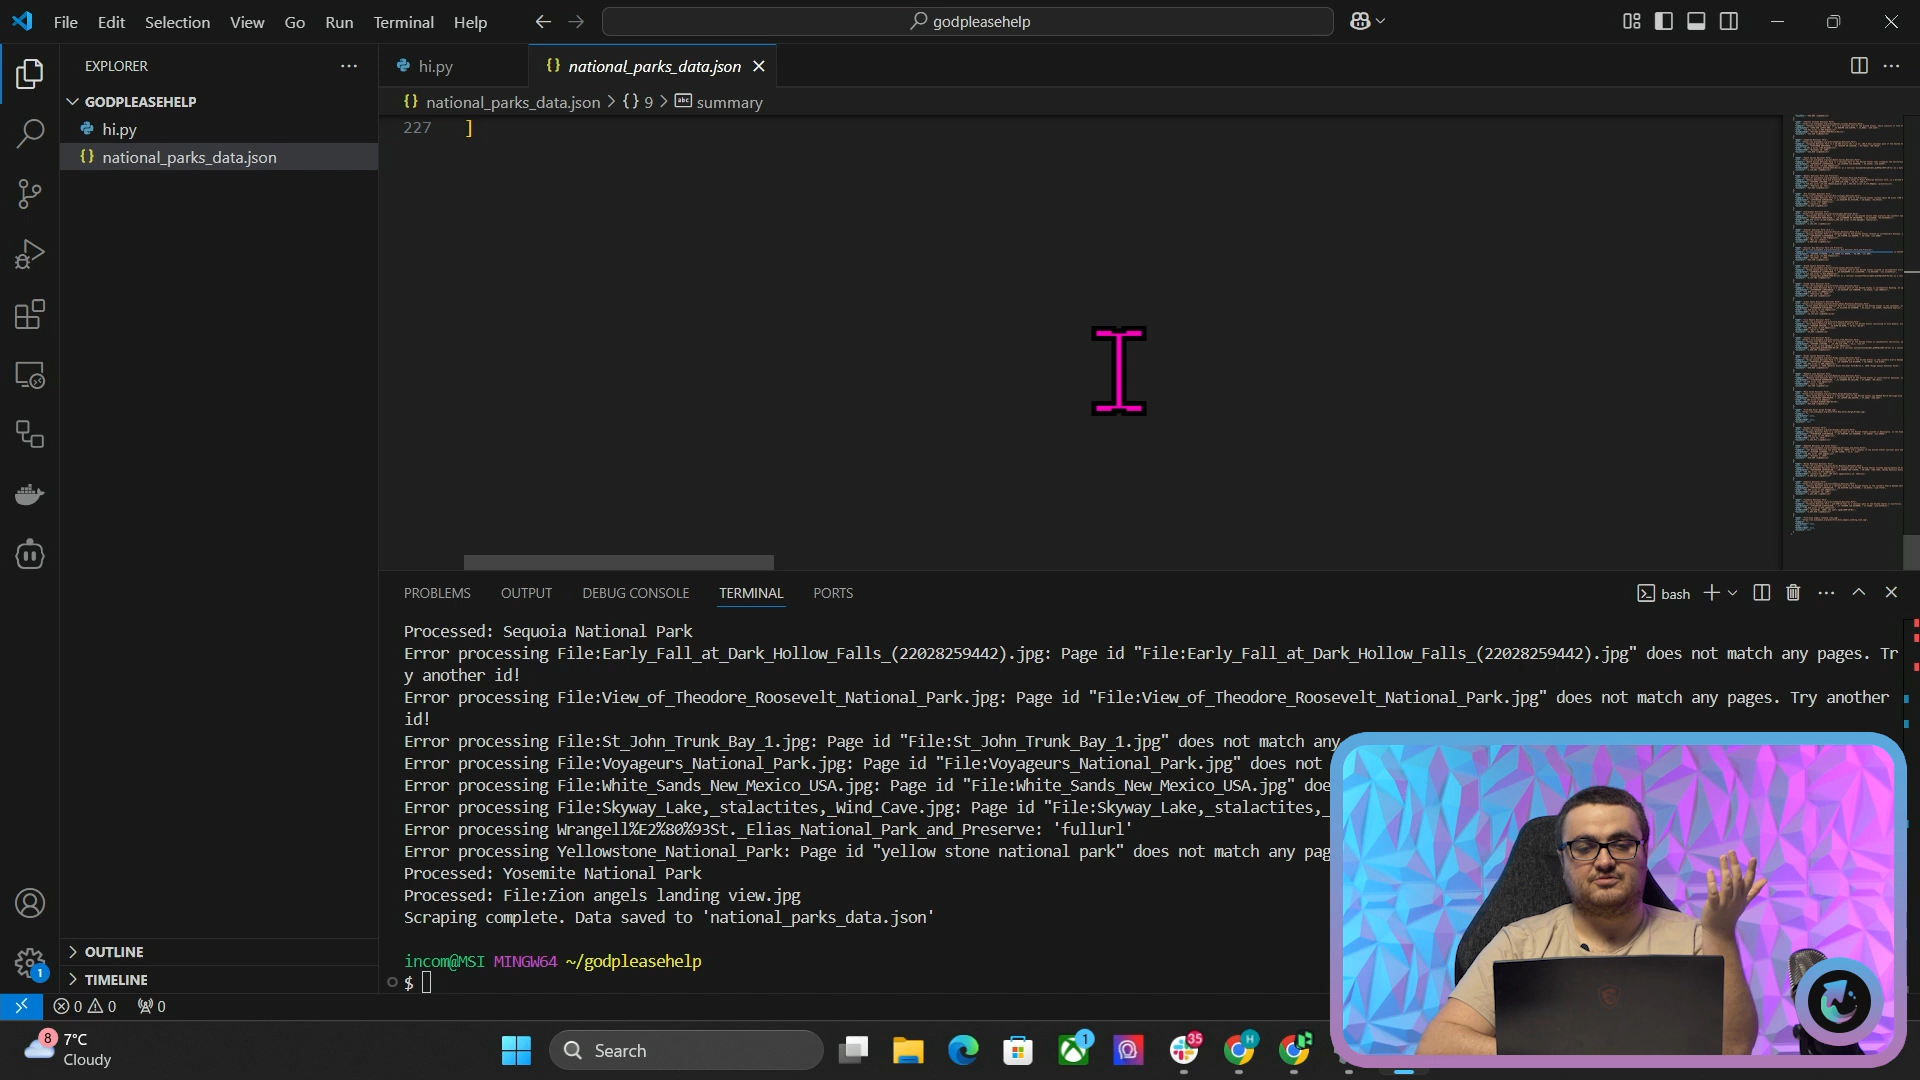 File Edit Selection View Go Run Terminal Help
godpleasehelp
EXPLORER
hi.py
national_parks_data.json
GODPLEASEHELP
national_parks_data.json > {} 9 > summary
hi.py
227 ]
national_parks_data.json
PROBLEMS OUTPUT DEBUG CONSOLE TERMINAL PORTS
bash
Processed: Sequoia National Park
Error processing File:Early_Fall_at_Dark_Hollow_Falls_(22028259442).jpg: Page id "File:Early_Fall_at_Dark_Hollow_Falls_(22028259442).jpg" does not match any pages. Tr
y another id!
Error processing File:View_of_Theodore_Roosevelt_National_Park.jpg: Page id "File:View_of_Theodore_Roosevelt_National_Park.jpg" does not match any pages. Try another
id!
Error processing File:St_John_Trunk_Bay_1.jpg: Page id "File:St_John_Trunk_Bay_1.jpg" does not match any
Error processing File:Voyageurs_National_Park.jpg: Page id "File:Voyageurs_National_Park.jpg" does not
Error processing File:White_Sands_New_Mexico_USA.jpg: Page id "File:White_Sands_New_Mexico_USA.jpg" doe
Error processing File:Skyway_Lake,_stalactites,_Wind_Cave.jpg: Page id "File:Skyway_Lake,_stalactites,_
Error processing Wrangell%E2%80%93St._Elias_National_Park_and_Preserve: 'fullurl'
Error processing Yellowstone_National_Park: Page id "yellow stone national park" does not match any pag
Processed: Yosemite National Park
Processed: File:Zion angels landing view.jpg
Scraping complete. Data saved to 'national_parks_data.json'
incom@MSI MINGW64 ~/godpleasehelp
$
OUTLINE
TIMELINE
1
0 0 0
8
7°C
Cloudy
Search
1
35
H